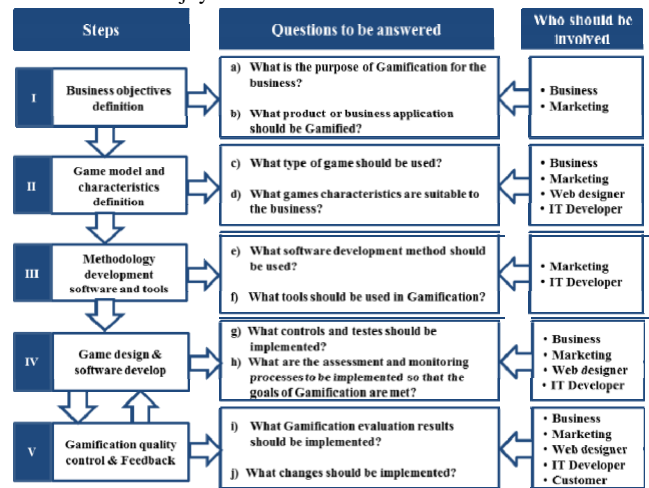 Steps
Questions to be answered
Who should be
involved
I
Business objectives
definition
a) What is the purpose of Gamification for the
business?
b) What product or business application
should be Gamified?
• Business
• Marketing
II
Game model and
characteristics
definition
c) What type of game should be used?
d) What games characteristics are suitable to
the business?
• Business
• Marketing
• Web designer
• IT Developer
III
Methodology
development
software and tools
e) What software development method should
be used?
f) What tools should be used in Gamification?
• Marketing
• IT Developer
IV
Game design &
software develop
g) What controls and testes should be
implemented?
h) What are the assessment and monitoring
processes to be implemented so that the
goals of Gamification are met?
• Business
• Marketing
• Web designer
• IT Developer
V
Gamification quality
control & Feedback
i) What Gamification evaluation results
should be implemented?
j) What changes should be implemented?
• Business
• Marketing
• Web designer
• IT Developer
• Customer